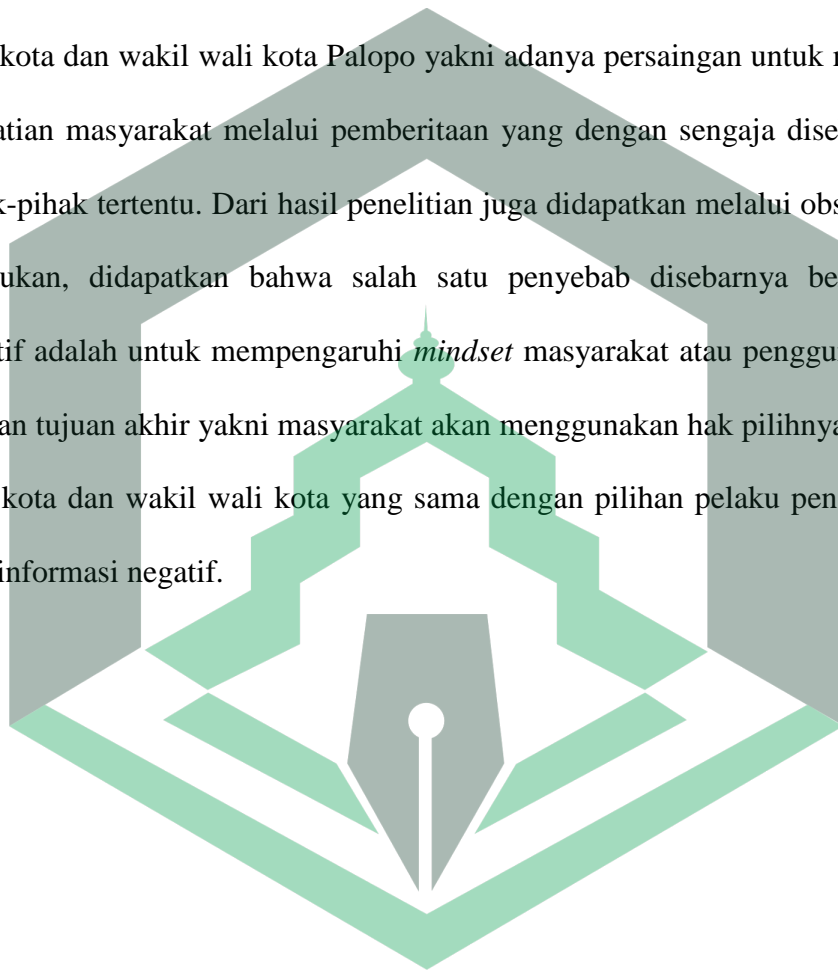 kota dan wakil wali kota Palopo yakni adanya persaingan untuk
atian masyarakat melalui pemberitaan yang dengan sengaja dise
k-pihak tertentu. Dari hasil penelitian juga didapatkan melalui obs
ukan, didapatkan bahwa salah satu penyebab disebarnya be
tif adalah untuk mempengaruhi mindset masyarakat atau penggu
an tujuan akhir yakni masyarakat akan menggunakan hak pilihnya
kota dan wakil wali kota yang sama dengan pilihan pelaku pen
informasi negatif.